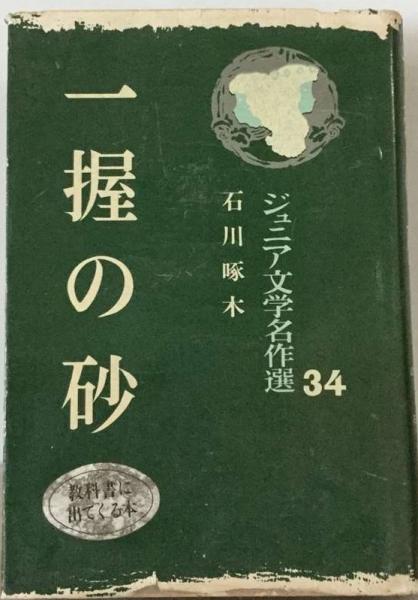 ジュニア文学名作選 34
石川啄木
一握の砂
教科書に
出てくる本